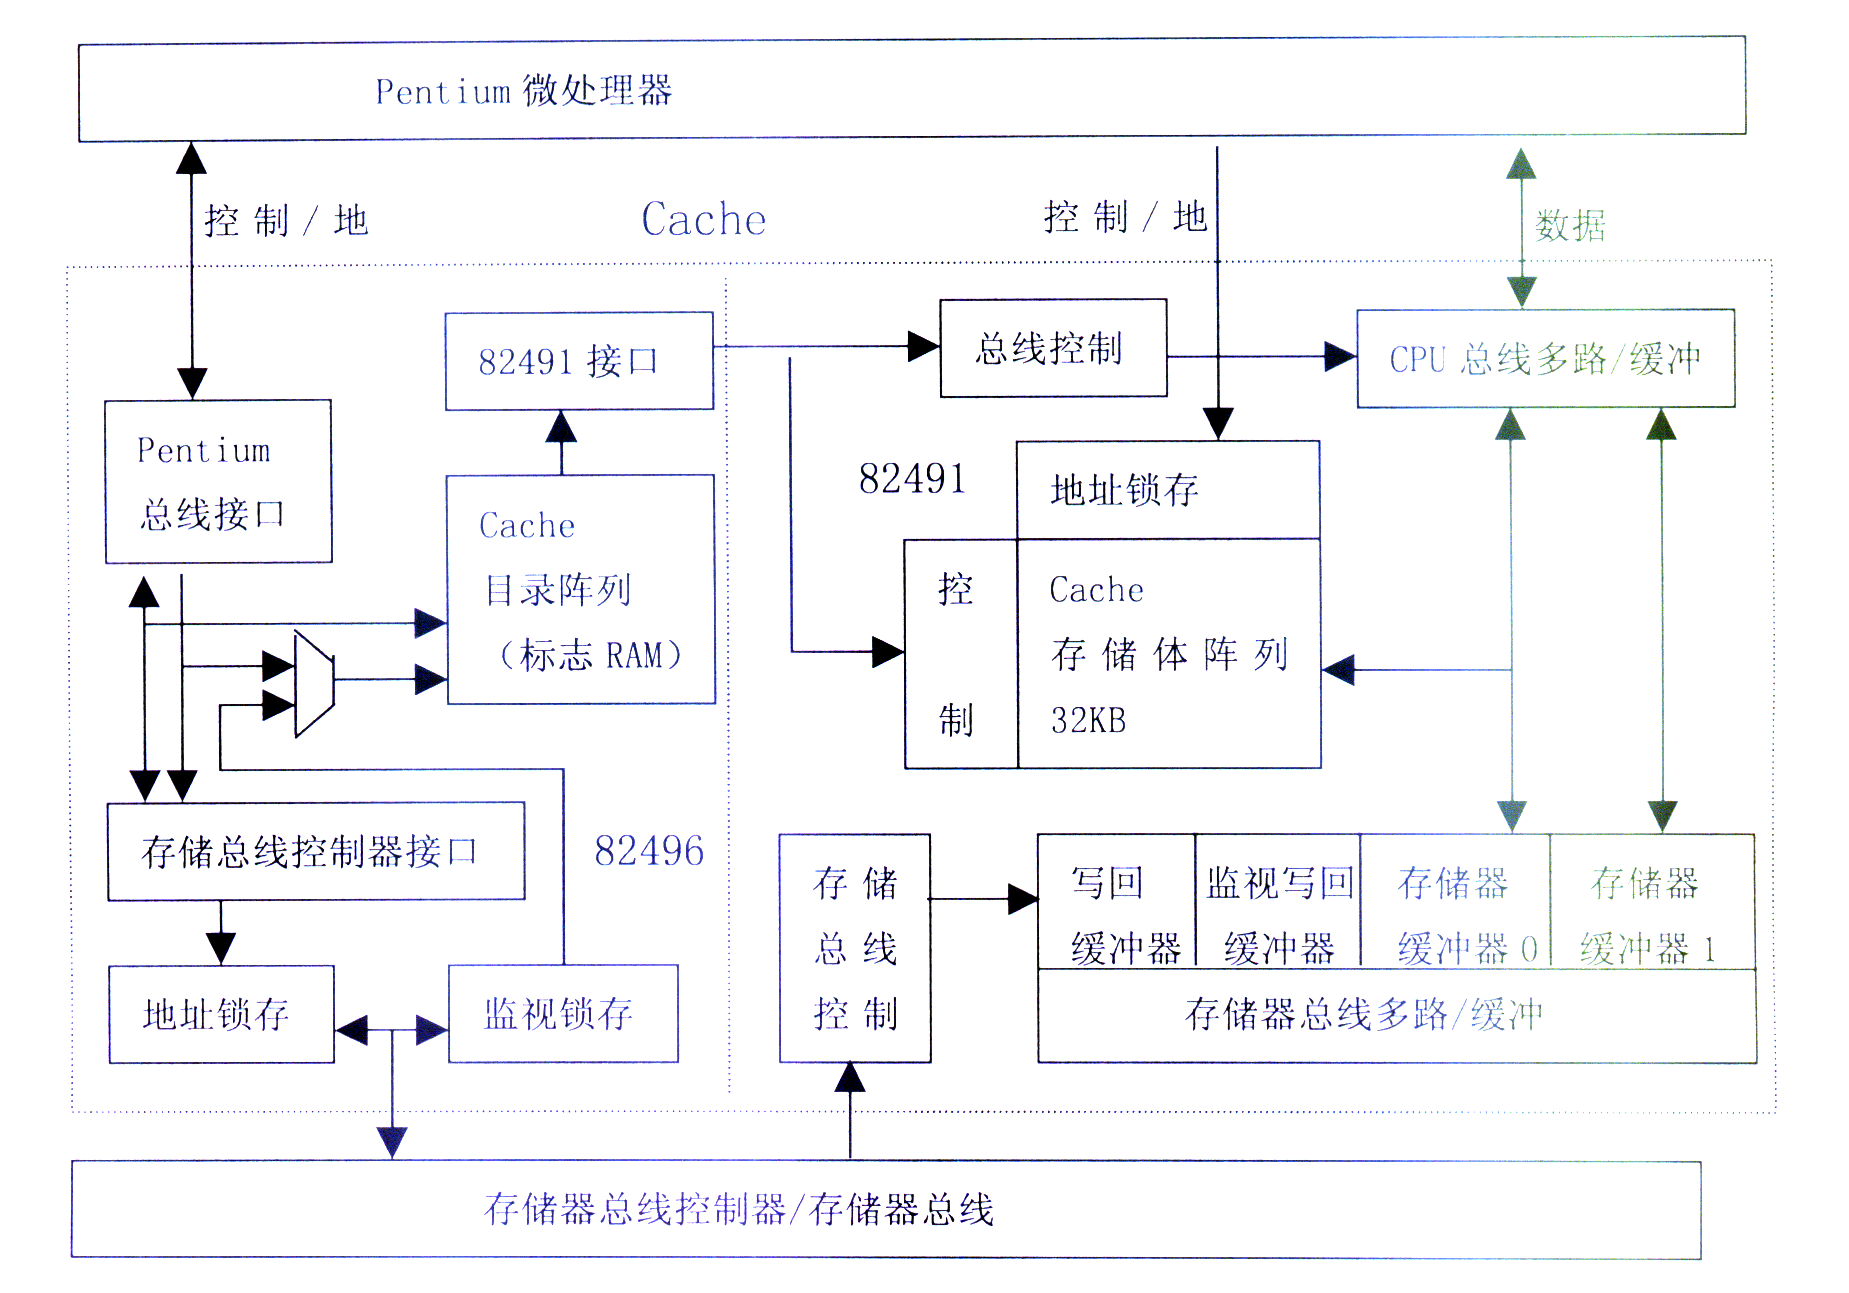 Pentium 微处理器
控制/地
Cache
控制/地
数据
82491 接口
总线控制
CPU 总线多路/缓冲
Pentium
总线接口
82491
地址锁存
Cache
目录阵列
（标志 RAM）
控
制
Cache
存储体阵列
32KB
存储总线控制器接口
82496
存储
总线
控制
写回
缓冲器
监视写回
缓冲器
存储器
缓冲器 0
存储器
缓冲器 1
地址锁存
监视锁存
存储器总线多路/缓冲
存储器总线控制器/存储器总线